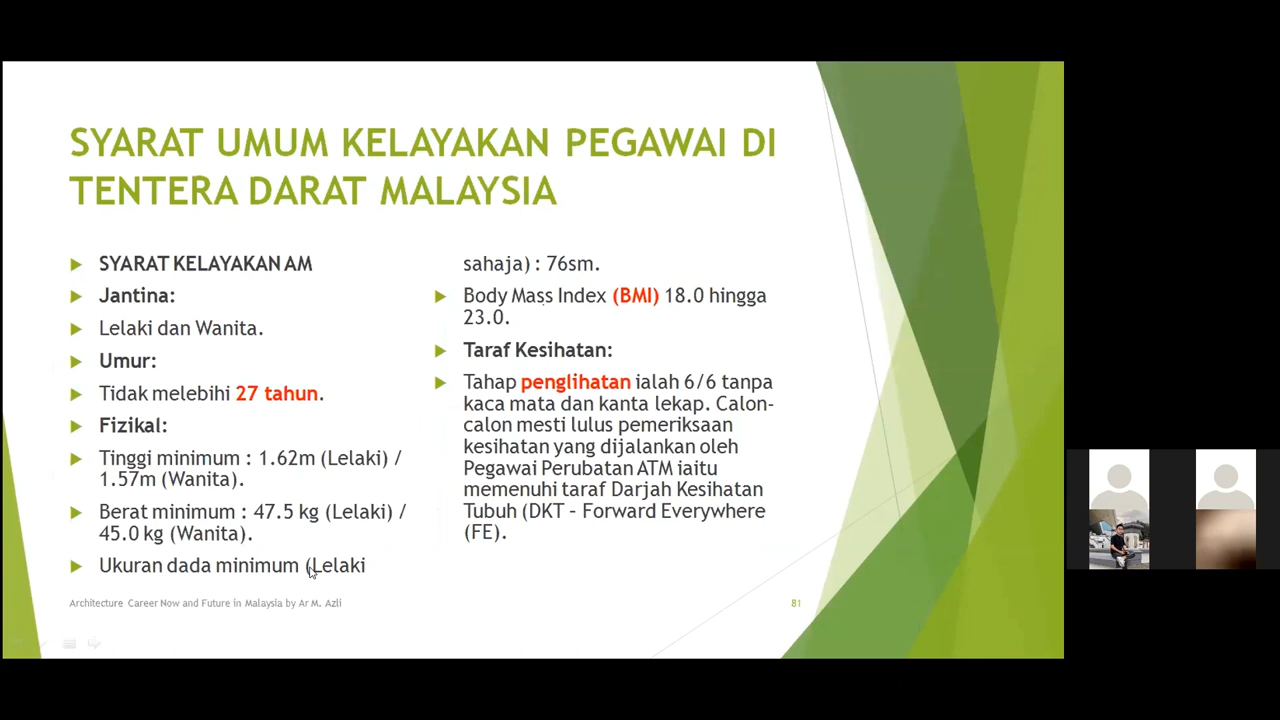 SYARAT UMUM KELAYAKAN PEGAWAI DI
TENTERA DARAT MALAYSIA
SYARAT KELAYAKAN AM
Jantina:
Lelaki dan Wanita.
Umur:
Tidak melebihi 27 tahun.
Fizikal:
Tinggi minimum : 1.62m (Lelaki) /
1.57m (Wanita).
Berat minimum : 47.5 kg (Lelaki) /
45.0 kg (Wanita).
Ukuran dada minimum (Lelaki
sahaja) : 76sm.
Body Mass Index (BMI) 18.0 hingga
23.0.
Taraf Kesihatan:
Tahap penglihatan ialah 6/6 tanpa
kaca mata dan kanta lekap. Calon-
calon mesti lulus pemeriksaan
kesihatan yang dijalankan oleh
Pegawai Perubatan ATM iaitu
memenuhi taraf Darjah Kesihatan
Tubuh (DKT – Forward Everywhere
(FE).
Architecture Career Now and Future in Malaysia by Ar M. Azli
81